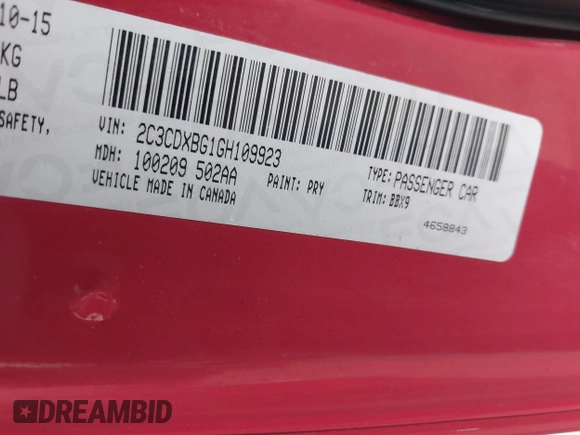 10-15
KG
LB
SAFETY,
VIN: 2C3CDXBG1GH109923
TYPE: PASSENGER CAR
MDH: 100209 502AA
PAINT: PRY
TRIM: BBX9
VEHICLE MADE IN CANADA
4658843
DREAMBID